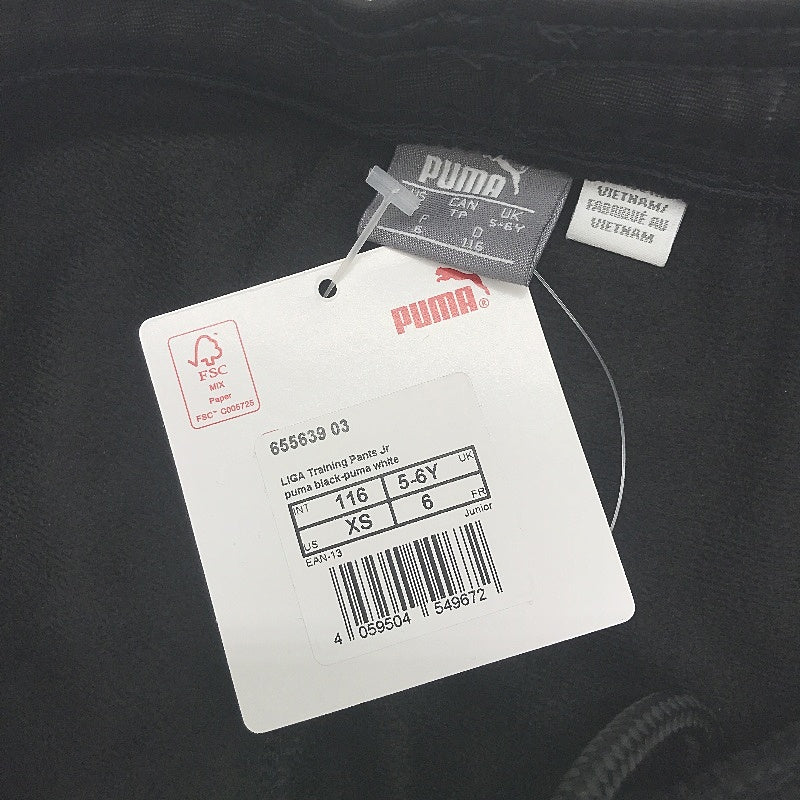 PUMA
US CAN UK
TP 5-6Y
F D
6 116
VIETNAM/
FABRIQUÉ AU
VIETNAM
PUMA®
FSC
MIX
Paper
FSC™ C005725
655639 03
LIGA Training Pants Jr
puma black-puma white
INT 116 5-6Y UK
US XS 6 FR
EAN-13 Junior
4 059504 549672